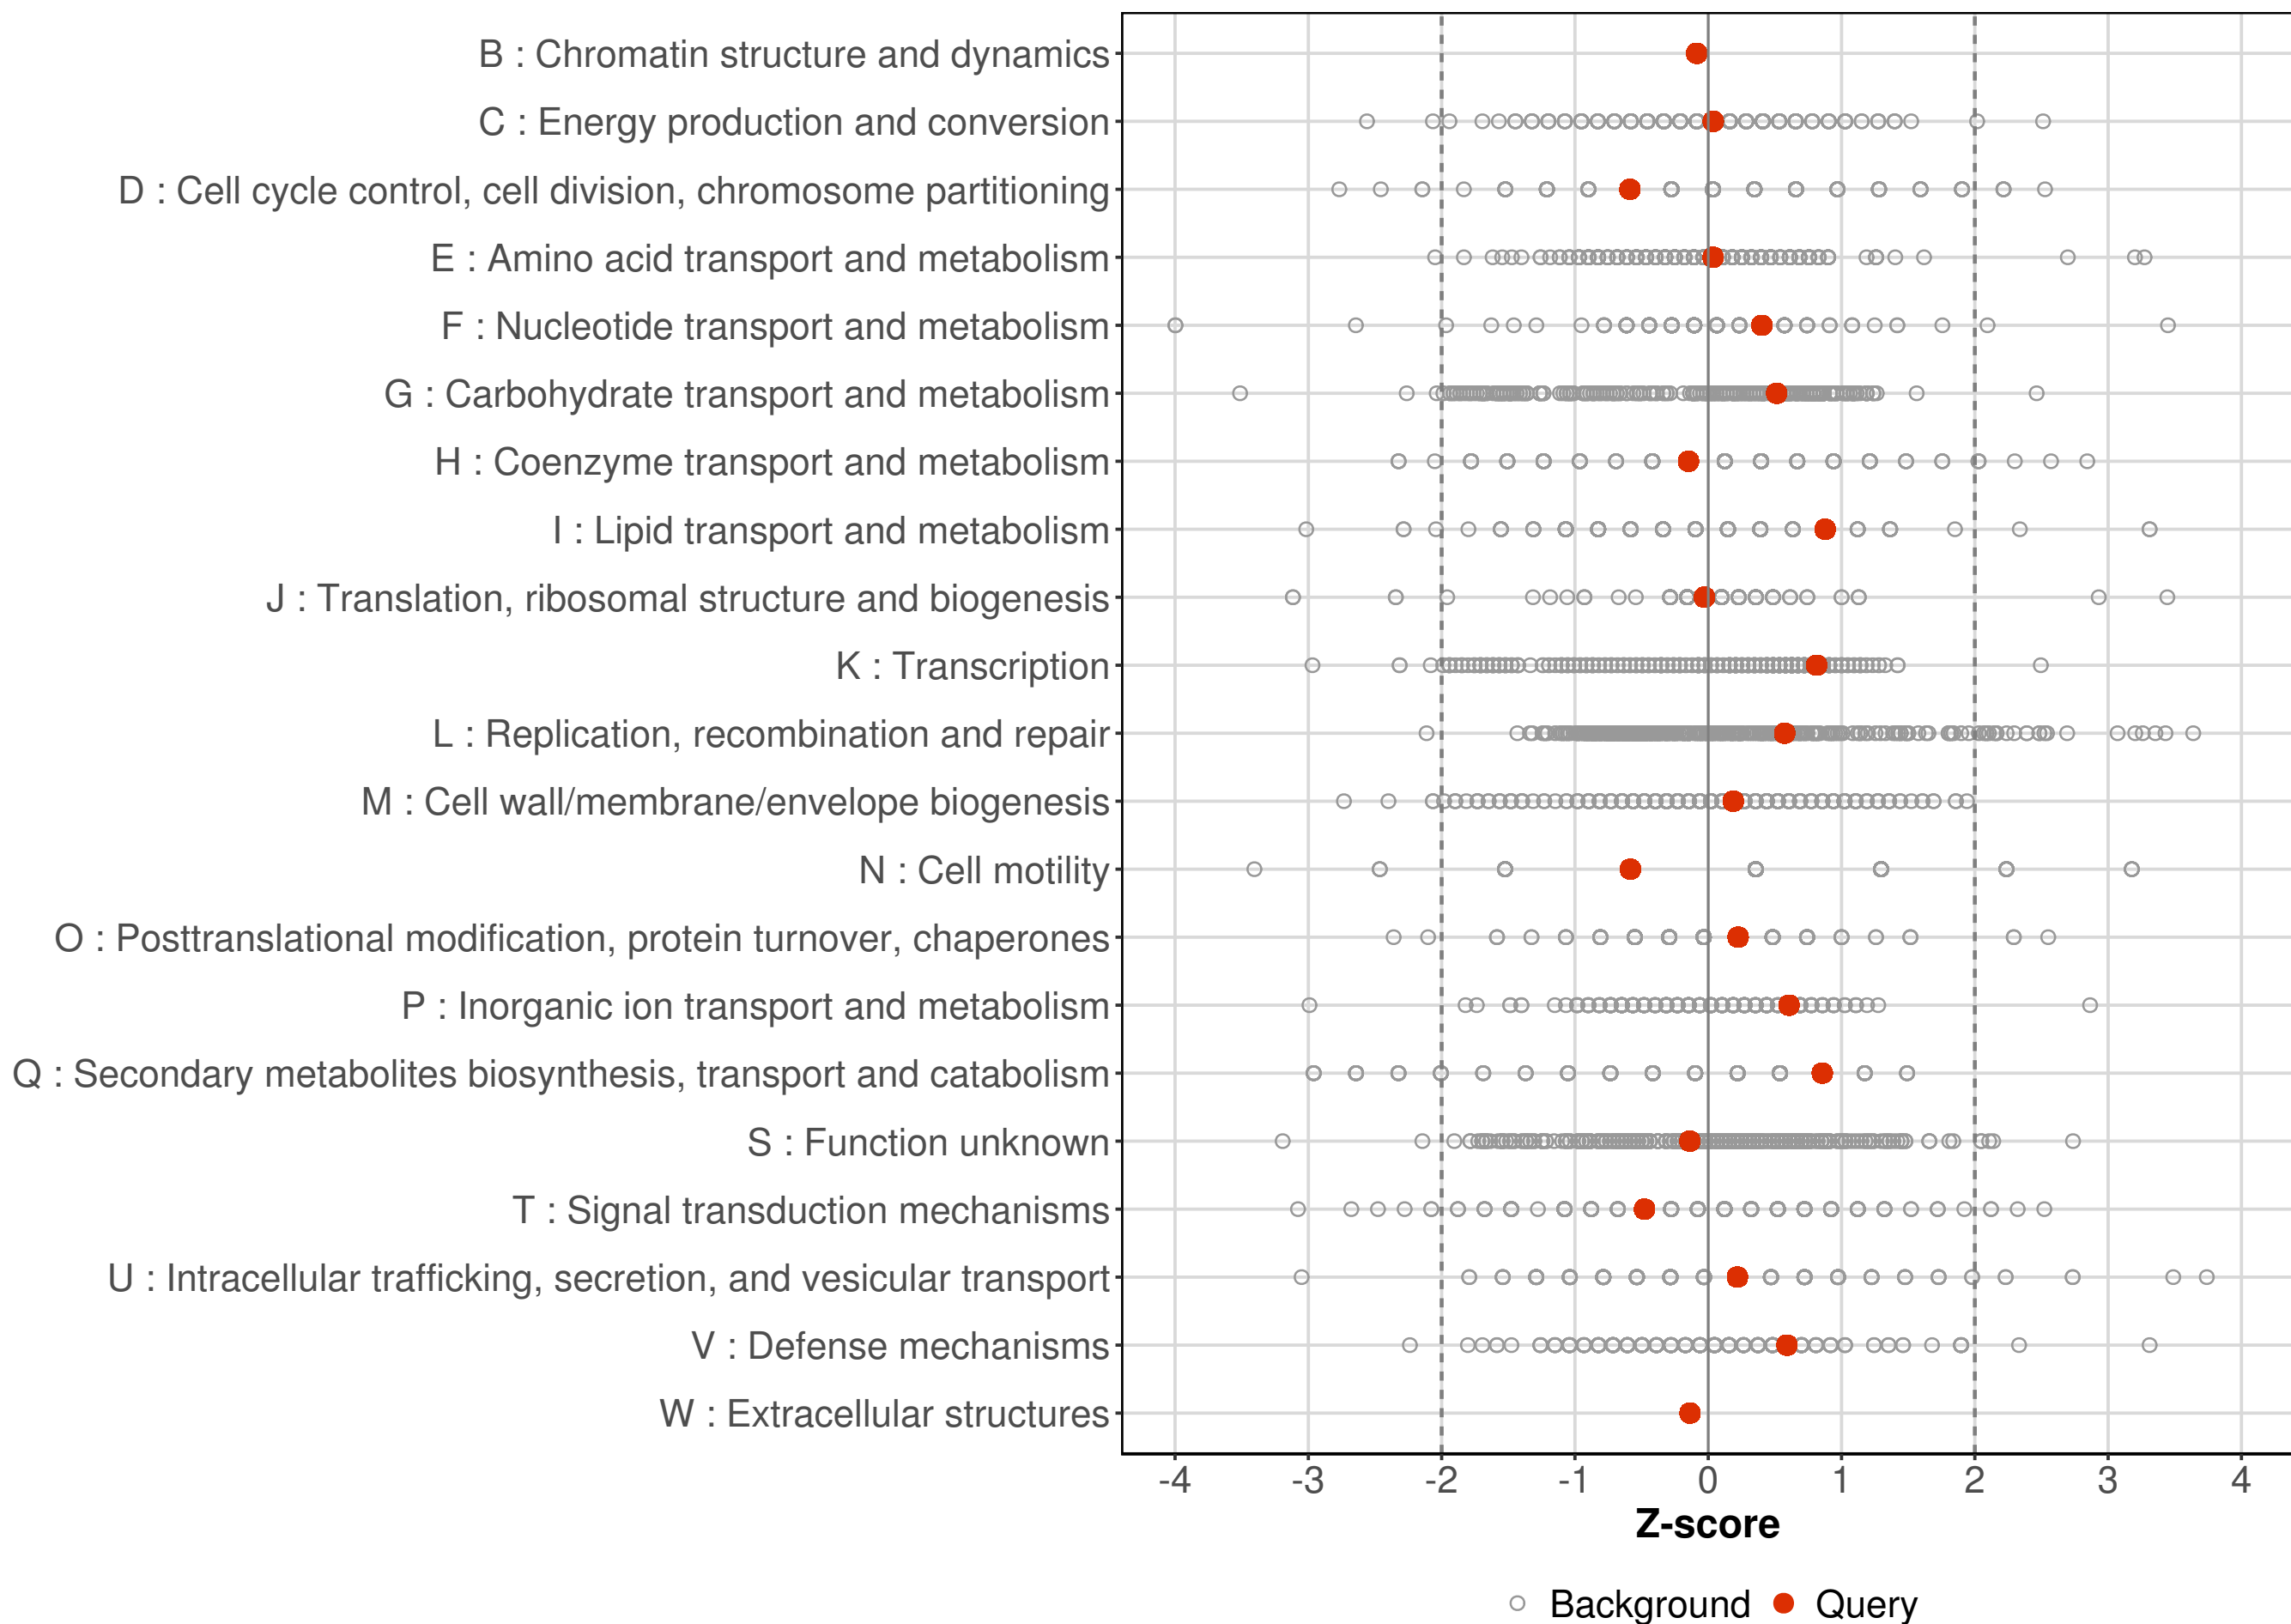 B : Chromatin structure and dynamics
C : Energy production and conversion
D : Cell cycle control, cell division, chromosome partitioning
E : Amino acid transport and metabolism
F : Nucleotide transport and metabolism
G : Carbohydrate transport and metabolism
H : Coenzyme transport and metabolism
I : Lipid transport and metabolism
J : Translation, ribosomal structure and biogenesis
K : Transcription
L : Replication, recombination and repair
M : Cell wall/membrane/envelope biogenesis
N : Cell motility
O : Posttranslational modification, protein turnover, chaperones
P : Inorganic ion transport and metabolism
Q : Secondary metabolites biosynthesis, transport and catabolism
S : Function unknown
T : Signal transduction mechanisms
U : Intracellular trafficking, secretion, and vesicular transport
V : Defense mechanisms
W : Extracellular structures
-4 -3 -2 -1 0 1 2 3 4
Z-score
Background Query